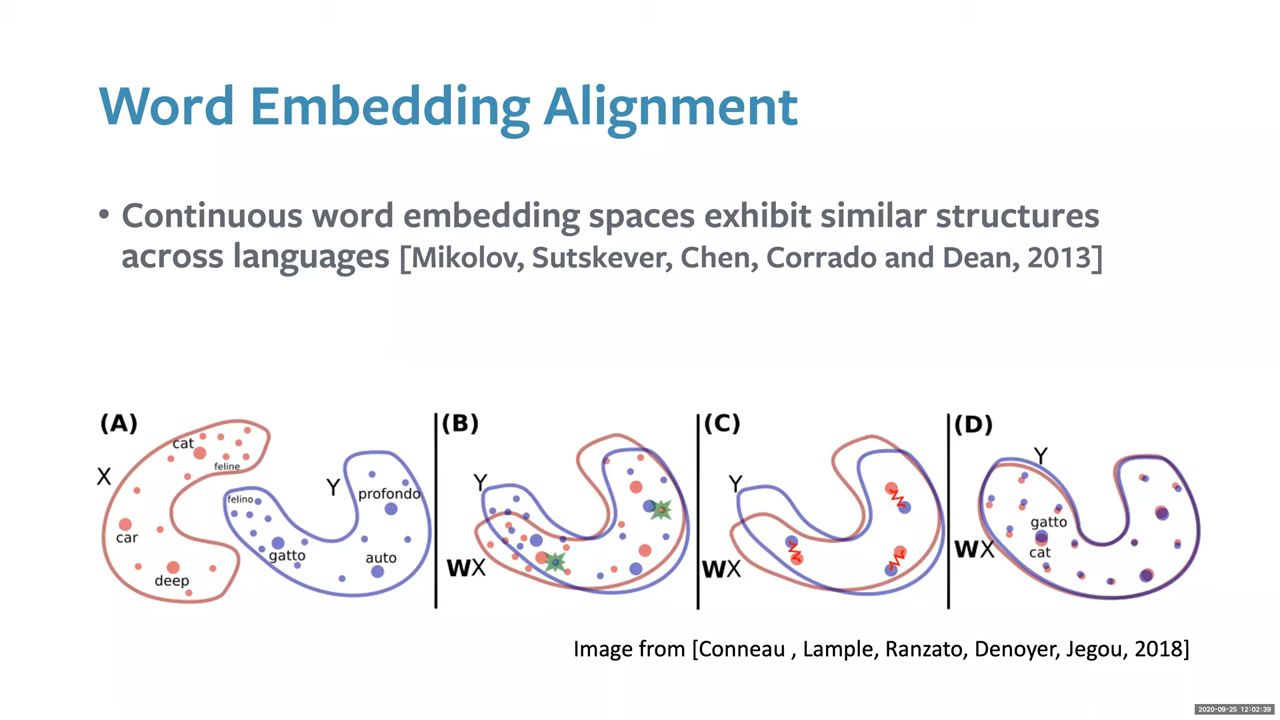 Word Embedding Alignment
• Continuous word embedding spaces exhibit similar structures
across languages [Mikolov, Sutskever, Chen, Corrado and Dean, 2013]
(A)
cat
feline
X
car
deep
felino
Y
profondo
gatto
auto
(B)
Y
WX
(C)
Y
WX
(D)
Y
gatto
WX
cat
Image from [Conneau , Lample, Ranzato, Denoyer, Jegou, 2018]
2020-09-25 12:02:39